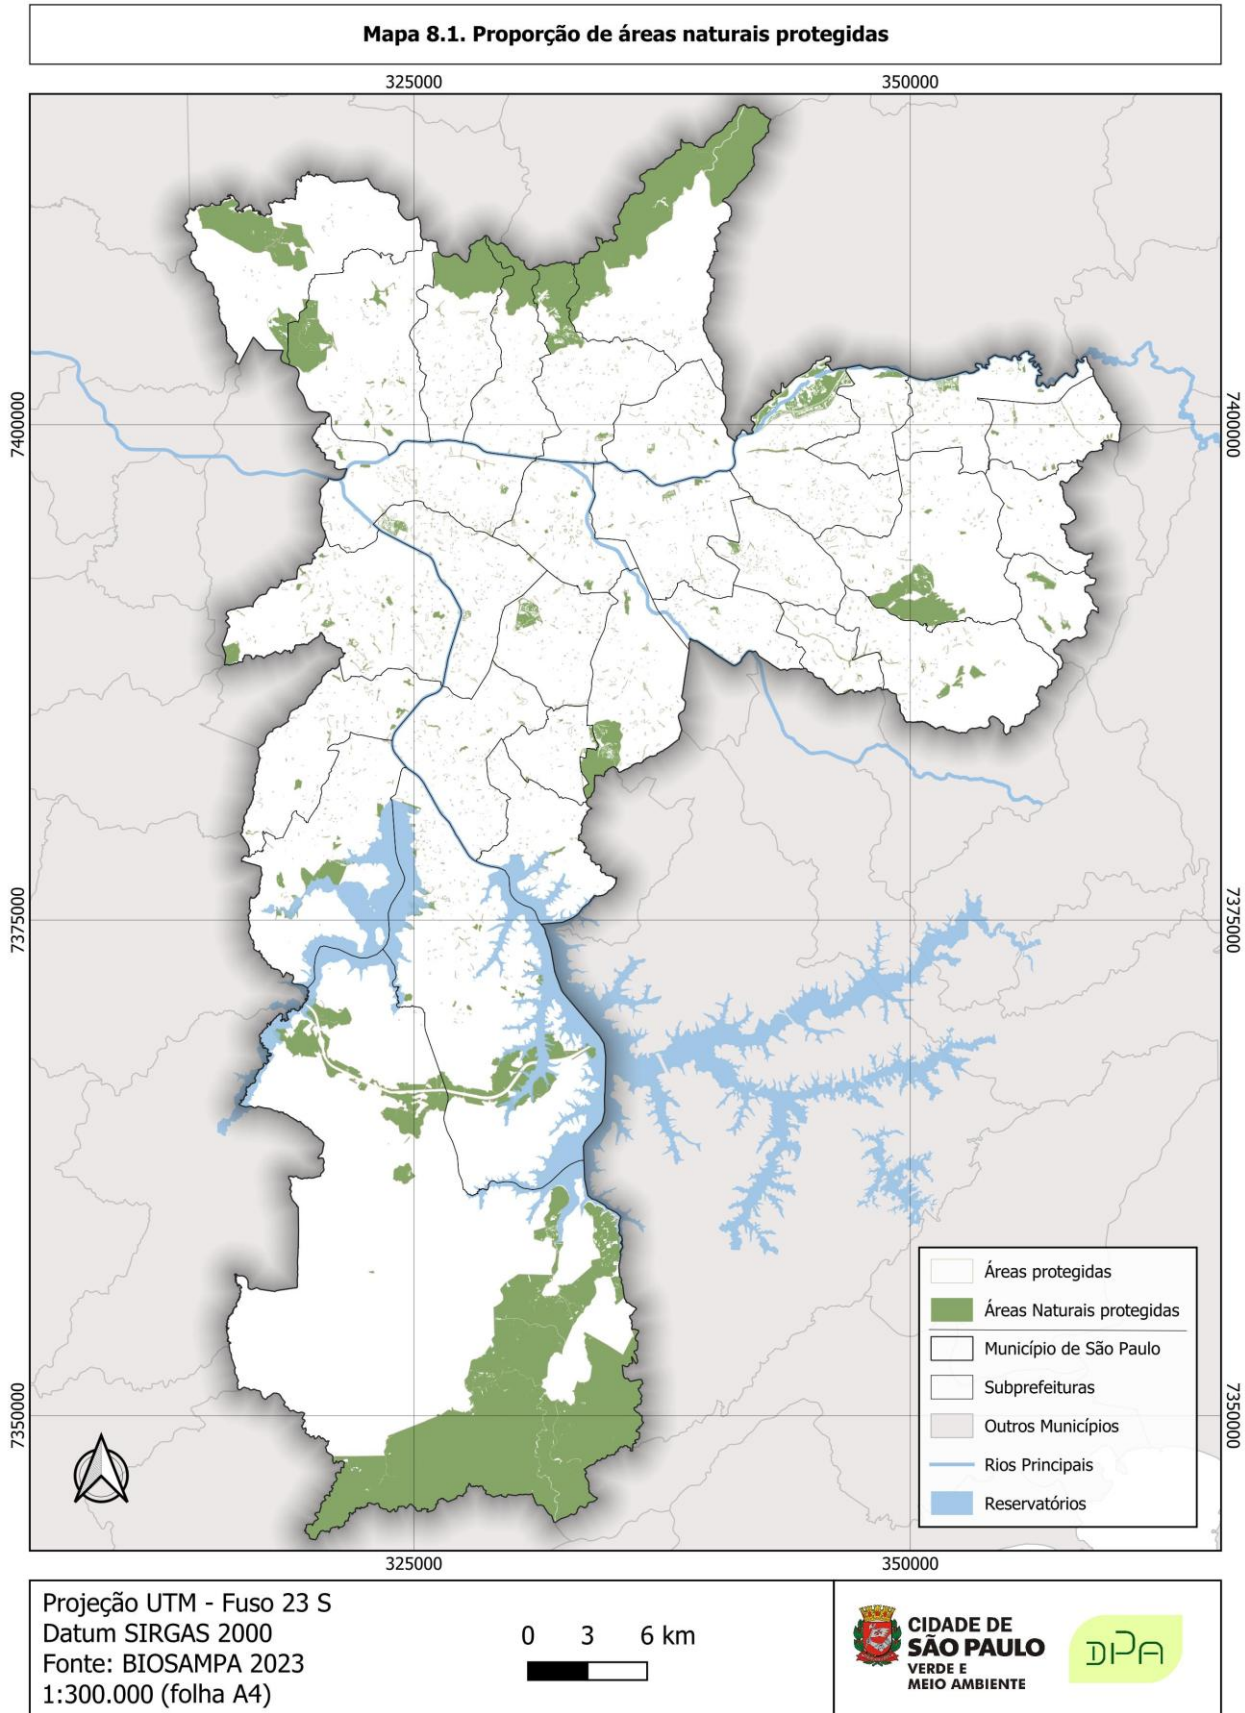 Mapa 8.1. Proporção de áreas naturais protegidas
325000
350000
7400000
7400000
7375000
7375000
7350000
7350000
Áreas protegidas
Áreas Naturais protegidas
Município de São Paulo
Subprefeituras
Outros Municípios
Rios Principais
Reservatórios
325000
350000
Projeção UTM - Fuso 23 S
Datum SIRGAS 2000
Fonte: BIOSAMPA 2023
1:300.000 (folha A4)
0 3 6 km
CIDADE DE
SÃO PAULO
VERDE E
MEIO AMBIENTE
DPA